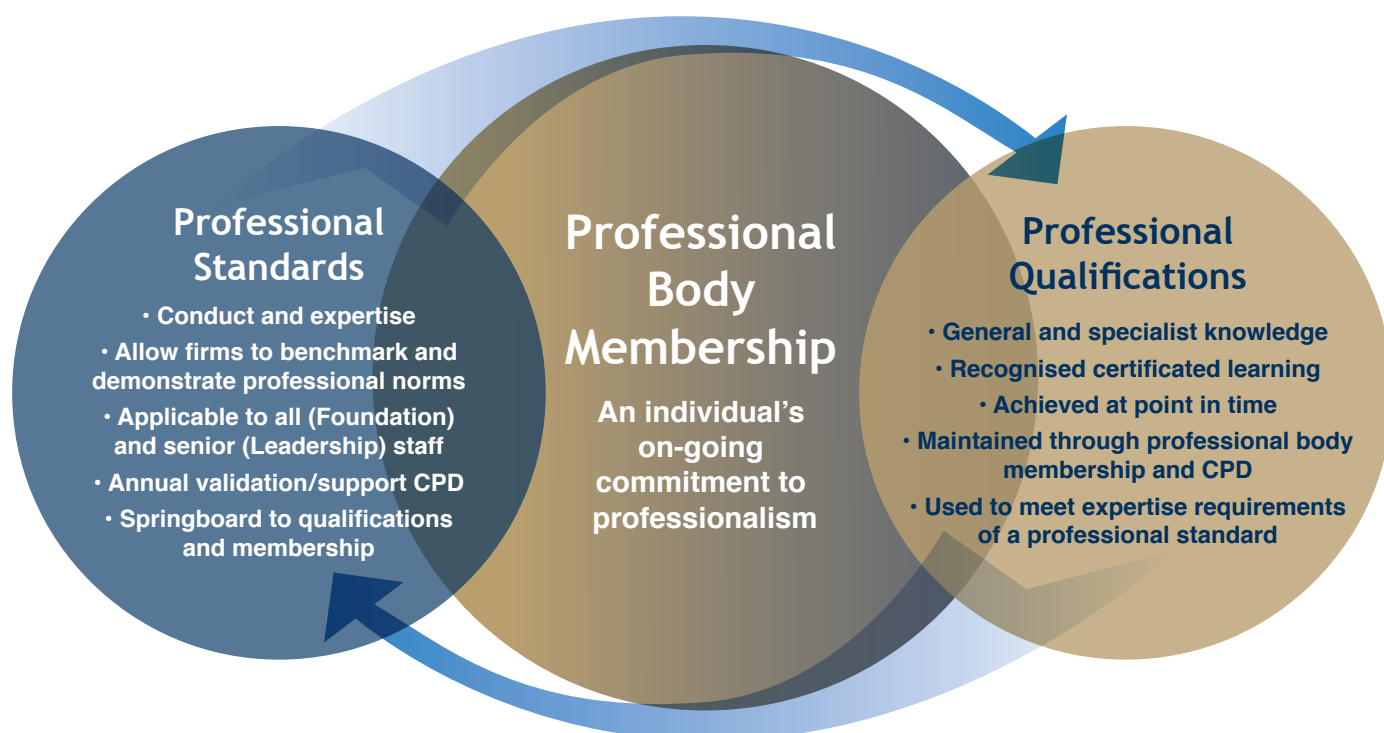 Professional
Standards
· Conduct and expertise
· Allow firms to benchmark and
demonstrate professional norms
· Applicable to all (Foundation)
and senior (Leadership) staff
· Annual validation/support CPD
· Springboard to qualifications
and membership
Professional
Body
Membership
An individual’s
on-going
commitment to
professionalism
Professional
Qualifications
· General and specialist knowledge
· Recognised certificated learning
· Achieved at point in time
· Maintained through professional body
membership and CPD
· Used to meet expertise requirements
of a professional standard